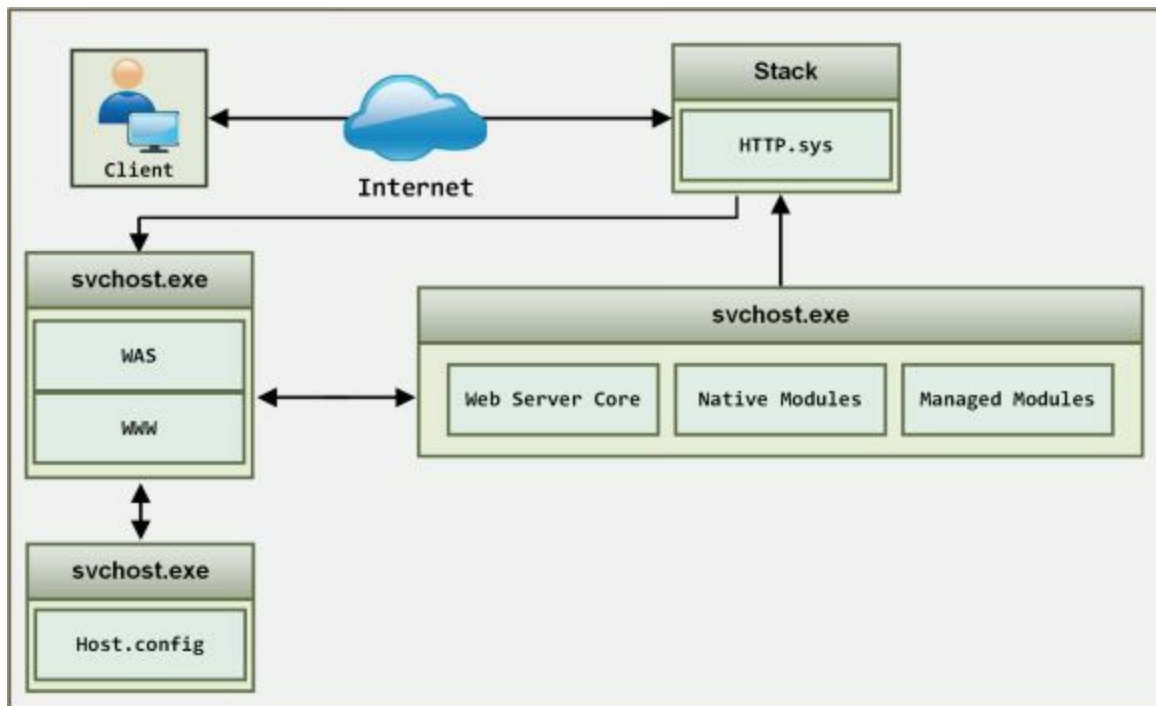 Client
Internet
Stack
HTTP.sys
svchost.exe
WAS
WWW
svchost.exe
Web Server Core
Native Modules
Managed Modules
svchost.exe
Host.config